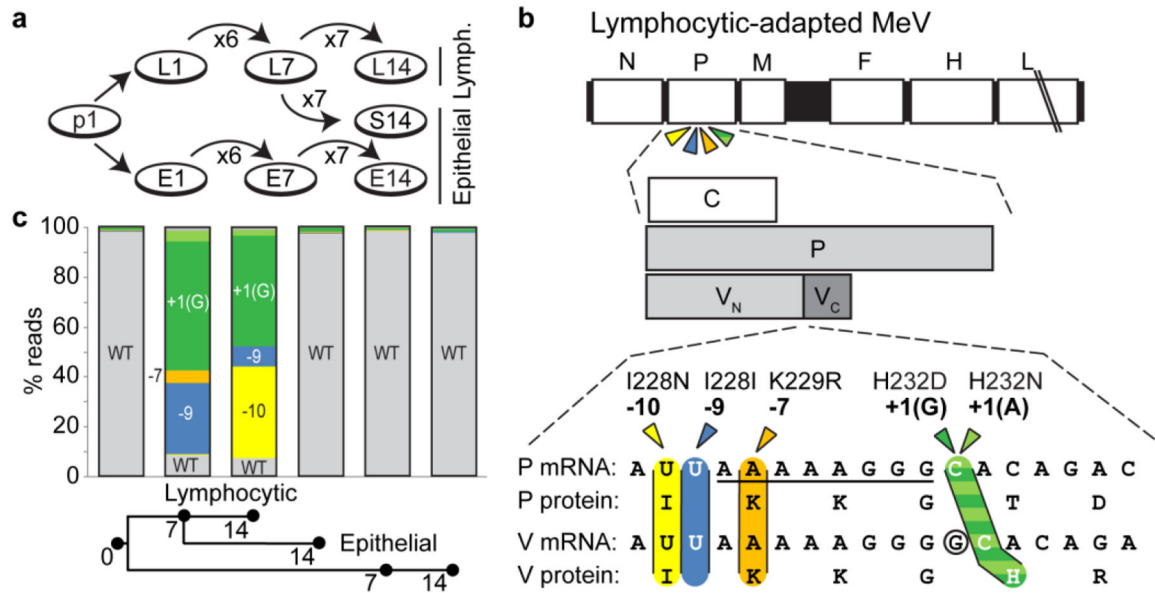 a
x6 x7
L1 L7 L14
Lymph.
x7
p1 S14
Epithelial
x6 x7
E1 E7 E14
b
Lymphocytic-adapted MeV
N P M F H L
C
P
V_N V_C
I228N I228I K229R H232D H232N
-10 -9 -7 +1(G) +1(A)
P mRNA: A U U A A A A A G G G C A C A G A C
P protein: I K K G T D
V mRNA: A U U A A A A A G G G G C A C A G A
V protein: I K K G H R
c
% reads
100
80
60
40
20
0
WT
+1(G)
-7
-9
WT
+1(G)
-9
-10
WT
WT
WT
WT
Lymphocytic
0 7 14
14 Epithelial
7 14